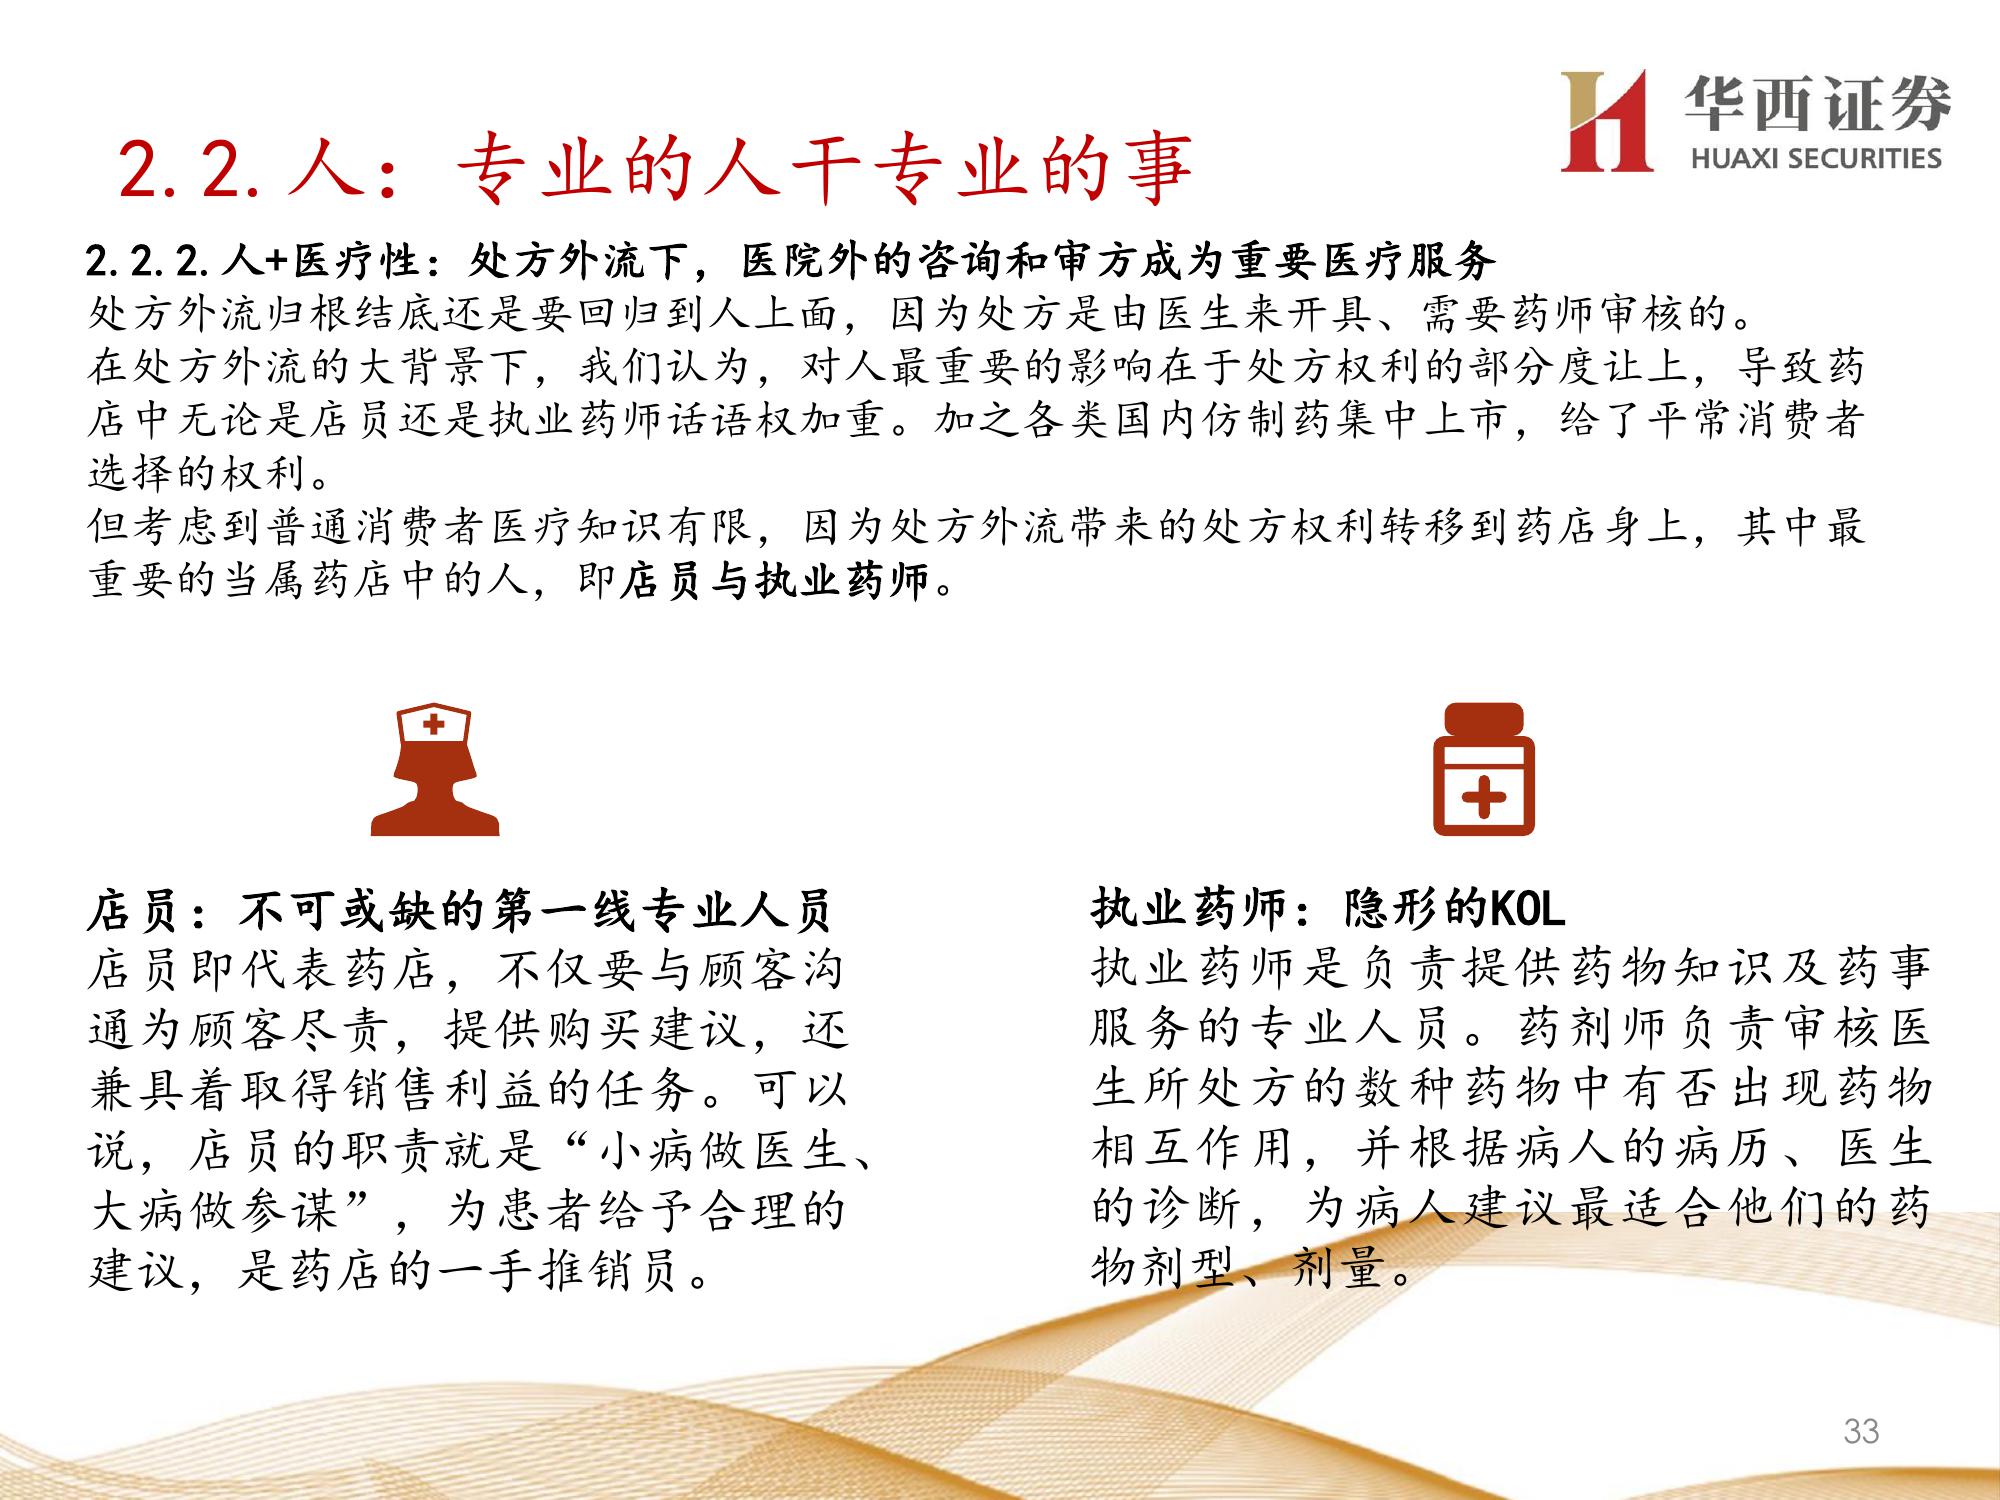 华西证券
HUAXI SECURITIES
2.2.人：专业的人干专业的事
2.2.2.人+医疗性：处方外流下，医院外的咨询和审方成为重要医疗服务
处方外流归根结底还是要回归到人上面，因为处方是由医生来开具、需要药师审核的。
在处方外流的大背景下，我们认为，对人最重要的影响在于处方权利的部分度让上，导致药
店中无论是店员还是执业药师话语权加重。加之各类国内仿制药集中上市，给了平常消费者
选择的权利。
但考虑到普通消费者医疗知识有限，因为处方外流带来的处方权利转移到药店身上，其中最
重要的当属药店中的人，即店员与执业药师。
店员：不可或缺的第一线专业人员
店员即代表药店，不仅要与顾客沟
通为顾客尽责，提供购买建议，还
兼具着取得销售利益的任务。可以
说，店员的职责就是“小病做医生、
大病做参谋”，为患者给予合理的
建议，是药店的一手推销员。
执业药师：隐形的KOL
执业药师是负责提供药物知识及药事
服务的专业人员。药剂师负责审核医
生所处方的数种药物中有否出现药物
相互作用，并根据病人的病历、医生
的诊断，为病人建议最适合他们的药
物剂型、剂量。
33